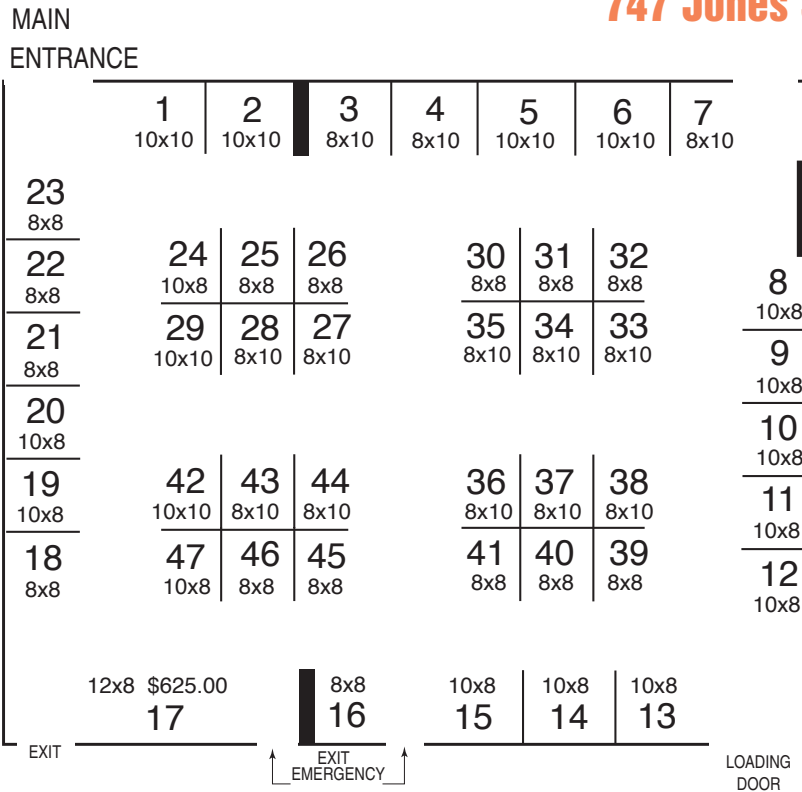 747 Jones
MAIN
ENTRANCE
1 2 3 4 5 6 7
10x10 10x10 8x10 8x10 10x10 10x10 8x10
23
8x8
22
8x8
21
8x8
20
10x8
19
10x8
18
8x8
24 25 26
10x8 8x8 8x8
29 28 27
10x10 8x10 8x10
30 31 32
8x8 8x8 8x8
35 34 33
8x10 8x10 8x10
8
10x8
9
10x8
10
10x8
11
10x8
12
10x8
42 43 44
10x10 8x10 8x10
47 46 45
10x8 8x8 8x8
36 37 38
8x10 8x10 8x10
41 40 39
8x8 8x8 8x8
12x8 $625.00 8x8 10x8 10x8 10x8
17 16 15 14 13
EXIT
EXIT
EMERGENCY
LOADING
DOOR